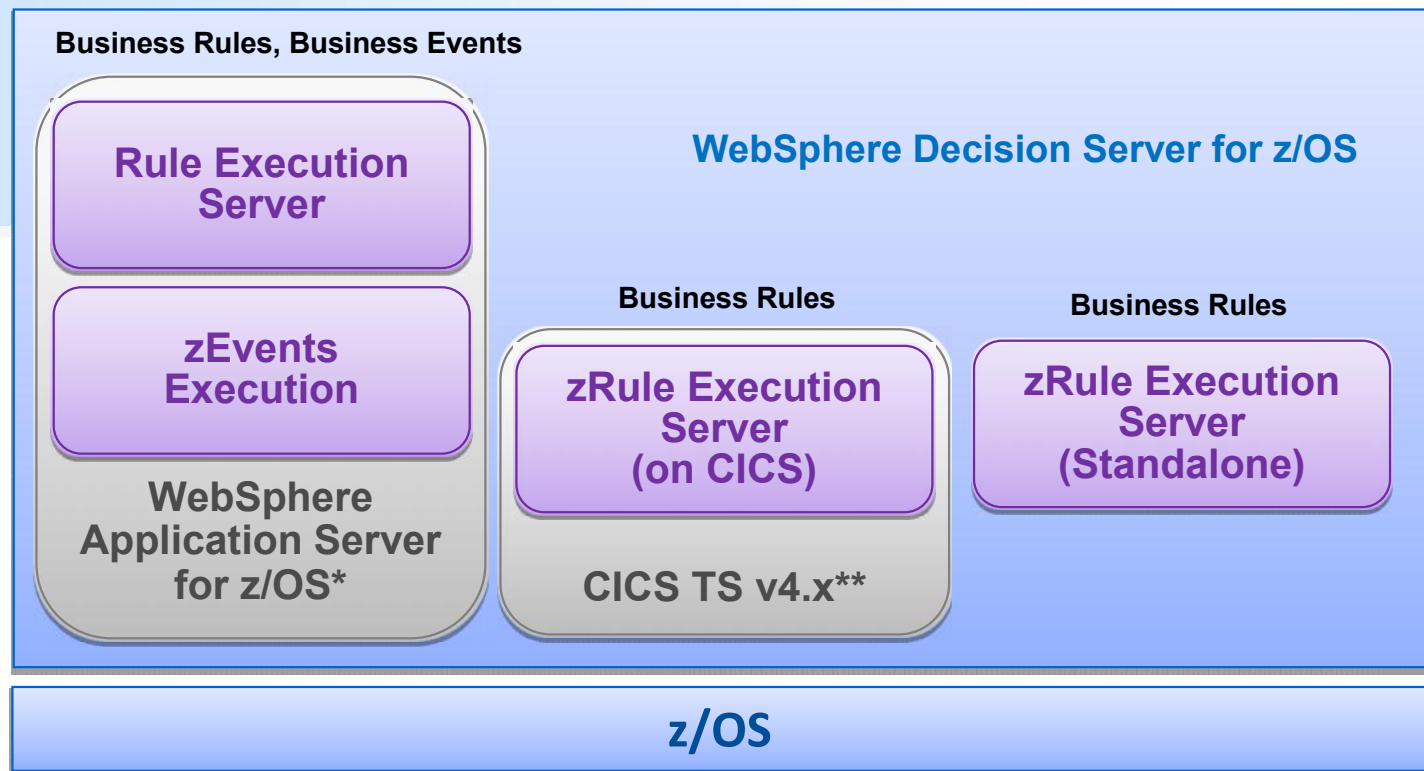 Business Rules, Business Events
Rule Execution
Server
zEvents
Execution
WebSphere
Application Server
for z/OS*
WebSphere Decision Server for z/OS
Business Rules
zRule Execution
Server
(on CICS)
CICS TS v4.x**
Business Rules
zRule Execution
Server
(Standalone)
z/OS